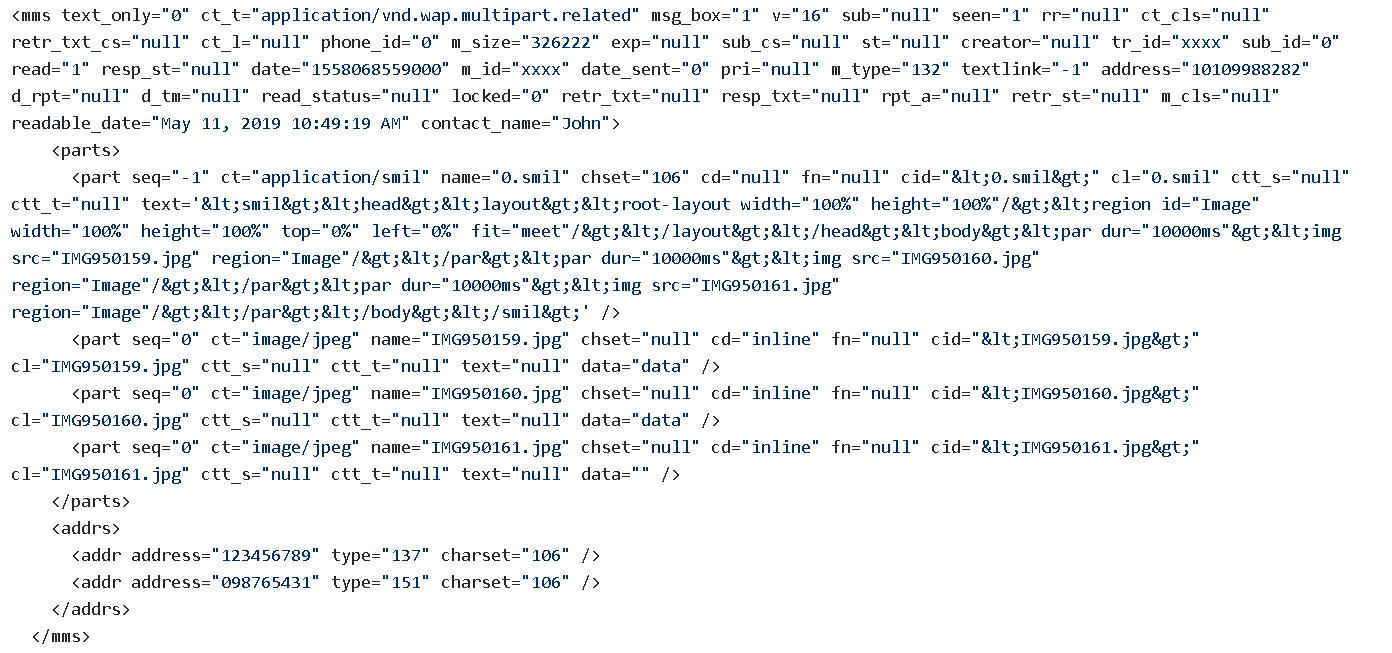 <mms text_only="0" ct_t="application/vnd.wap.multipart.related" msg_box="1" v="16" sub="null" seen="1" rr="null" ct_cls="null"
retr_txt_cs="null" ct_l="null" phone_id="0" m_size="326222" exp="null" sub_cs="null" st="null" creator="null" tr_id="xxxx" sub_id="0"
read="1" resp_st="null" date="1558068559000" m_id="xxxx" date_sent="0" pri="null" m_type="132" textlink="-1" address="10109988282"
d_rpt="null" d_tm="null" read_status="null" locked="0" retr_txt="null" resp_txt="null" rpt_a="null" retr_st="null" m_cls="null"
readable_date="May 11, 2019 10:49:19 AM" contact_name="John">
    <parts>
      <part seq="-1" ct="application/smil" name="0.smil" chset="106" cd="null" fn="null" cid="&lt;0.smil&gt;" cl="0.smil" ctt_s="null"
ctt_t="null" text='&lt;smil&gt;&lt;head&gt;&lt;layout&gt;&lt;root-layout width="100%" height="100%"/&gt;&lt;region id="Image"
width="100%" height="100%" top="0%" left="0%" fit="meet"/&gt;&lt;/layout&gt;&lt;/head&gt;&lt;body&gt;&lt;par dur="10000ms"&gt;&lt;img
src="IMG950159.jpg" region="Image"/&gt;&lt;/par&gt;&lt;par dur="10000ms"&gt;&lt;img src="IMG950160.jpg"
region="Image"/&gt;&lt;/par&gt;&lt;par dur="10000ms"&gt;&lt;img src="IMG950161.jpg"
region="Image"/&gt;&lt;/par&gt;&lt;/body&gt;&lt;/smil&gt;' />
      <part seq="0" ct="image/jpeg" name="IMG950159.jpg" chset="null" cd="inline" fn="null" cid="&lt;IMG950159.jpg&gt;"
cl="IMG950159.jpg" ctt_s="null" ctt_t="null" text="null" data="data" />
      <part seq="0" ct="image/jpeg" name="IMG950160.jpg" chset="null" cd="inline" fn="null" cid="&lt;IMG950160.jpg&gt;"
cl="IMG950160.jpg" ctt_s="null" ctt_t="null" text="null" data="data" />
      <part seq="0" ct="image/jpeg" name="IMG950161.jpg" chset="null" cd="inline" fn="null" cid="&lt;IMG950161.jpg&gt;"
cl="IMG950161.jpg" ctt_s="null" ctt_t="null" text="null" data="" />
    </parts>
    <addrs>
      <addr address="123456789" type="137" charset="106" />
      <addr address="098765431" type="151" charset="106" />
    </addrs>
  </mms>